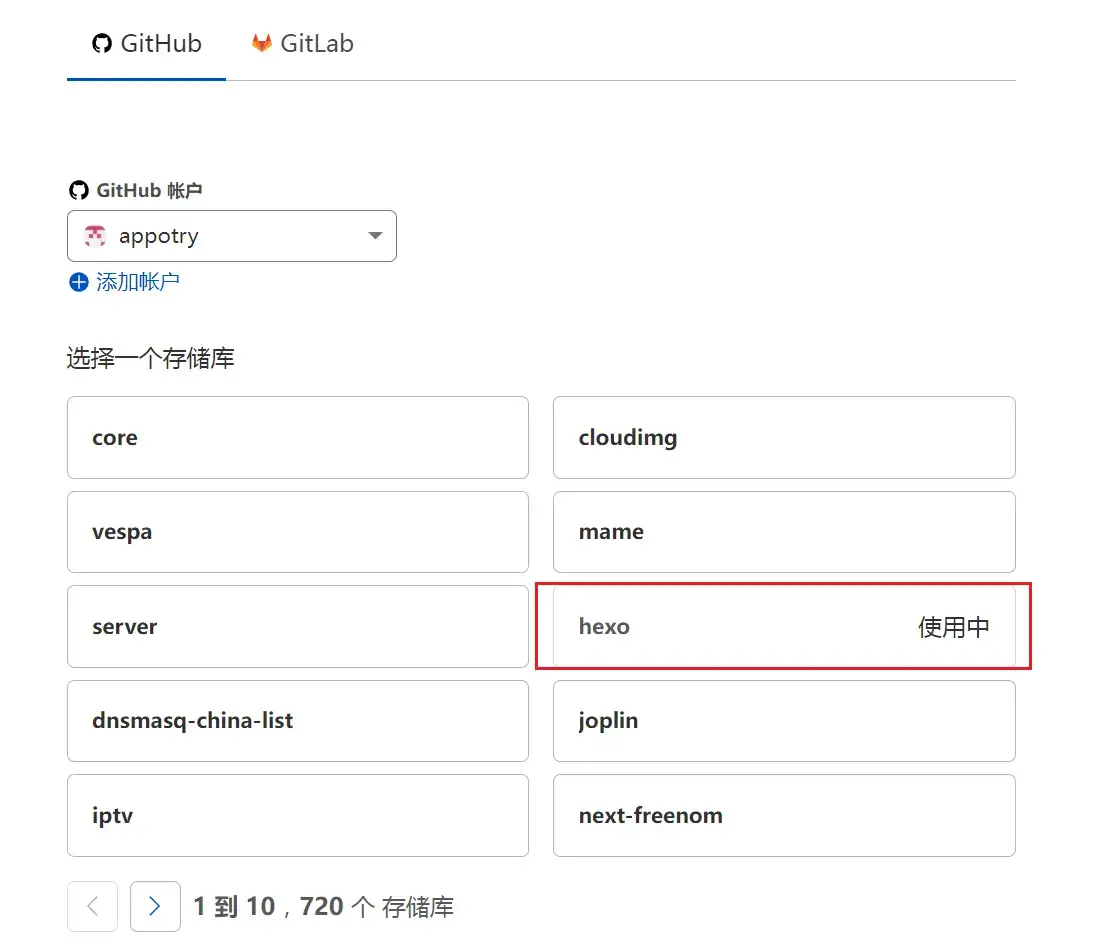 GitHub GitLab
GitHub 帐户
appotry
添加帐户
选择一个存储库
core cloudimg
vespa mame
server hexo 使用中
dnsmasq-china-list joplin
iptv next-freenom
1 到 10，720 个 存储库